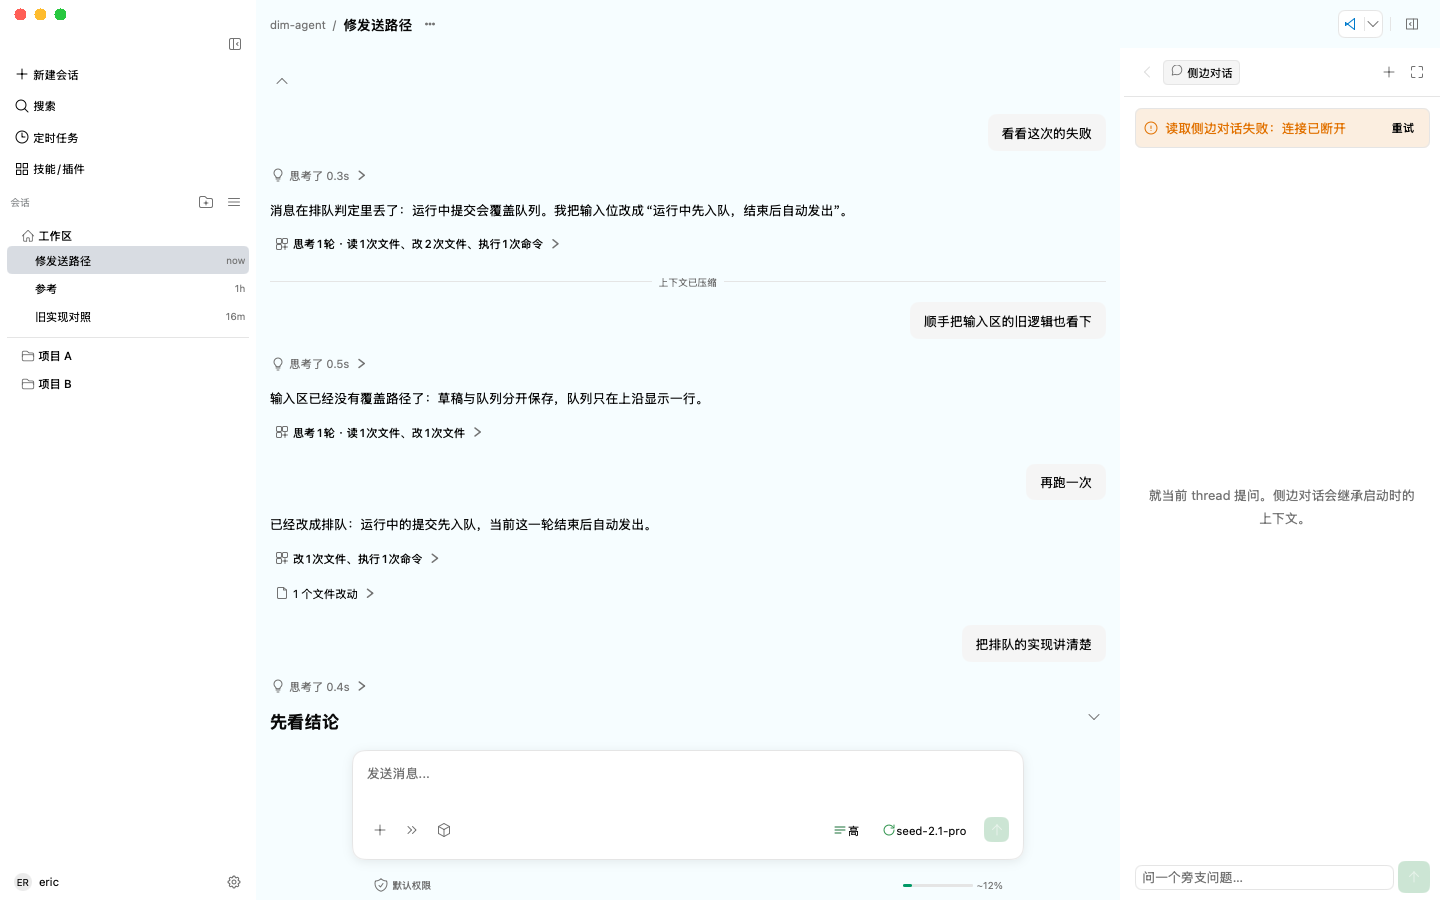 新建会话
搜索
定时任务
技能/插件
会话
工作区
修发送路径 now
参考 1h
旧实现对照 16m
项目 A
项目 B
ER eric
dim-agent / 修发送路径 ···
看看这次的失败
思考了 0.3s
消息在排队判定里丢了：运行中提交会覆盖队列。我把输入位改成“运行中先入队，结束后自动发出”。
思考1轮 · 读1次文件、改2次文件、执行1次命令
上下文已压缩
顺手把输入区的旧逻辑也看下
思考了 0.5s
输入区已经没有覆盖路径了：草稿与队列分开保存，队列只在上沿显示一行。
思考1轮 · 读1次文件、改1次文件
再跑一次
已经改成排队：运行中的提交先入队，当前这一轮结束后自动发出。
改1次文件、执行1次命令
1 个文件改动
把排队的实现讲清楚
思考了 0.4s
先看结论
发送消息...
高 seed-2.1-pro
默认权限 ~12%
侧边对话
读取侧边对话失败：连接已断开 重试
就当前 thread 提问。侧边对话会继承启动时的
上下文。
问一个旁支问题...